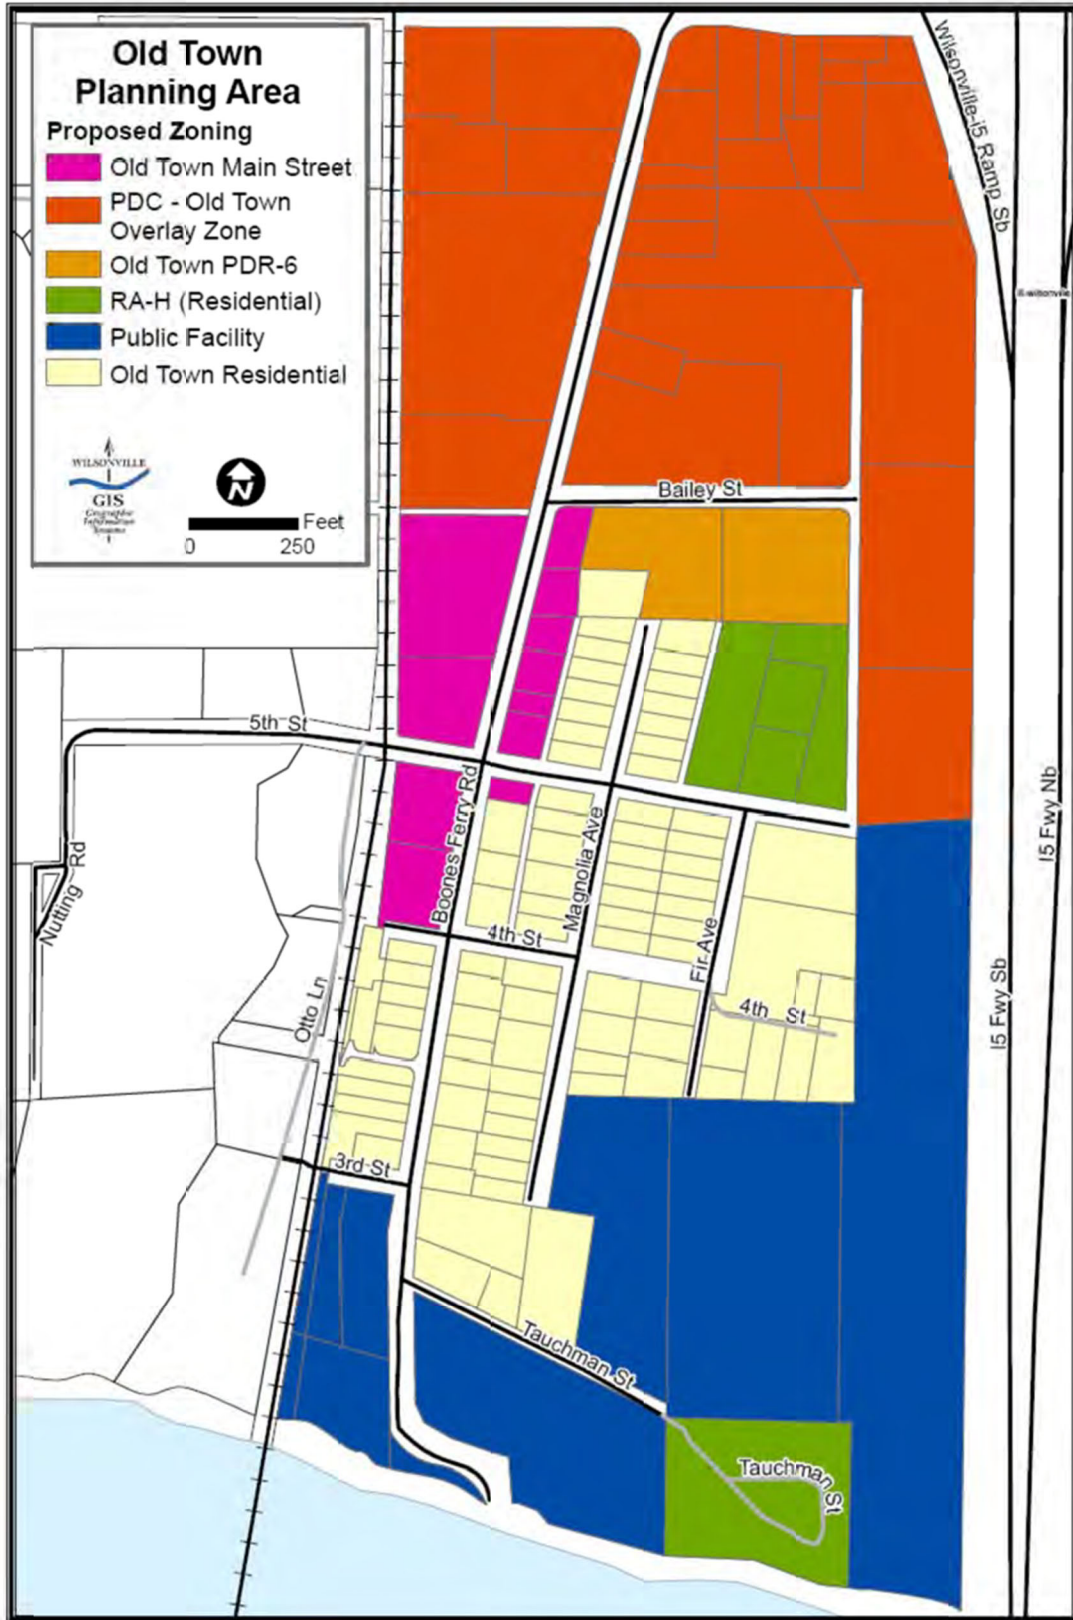 Old Town
Planning Area
Proposed Zoning
Old Town Main Street
PDC - Old Town
Overlay Zone
Old Town PDR-6
RA-H (Residential)
Public Facility
Old Town Residential
WILSONVILLE
GIS
Geographic
Information
Systems
N
Feet
0 250
Wilsonville-i5 Ramp Sb
Bailey St
5th St
Boones Ferry Rd
Magnolia Ave
Nutting Rd
4th St
Fir Ave
4th St
Otto Ln
I5 Fwy Nb
I5 Fwy Sb
3rd St
Tauchman St
Tauchman St